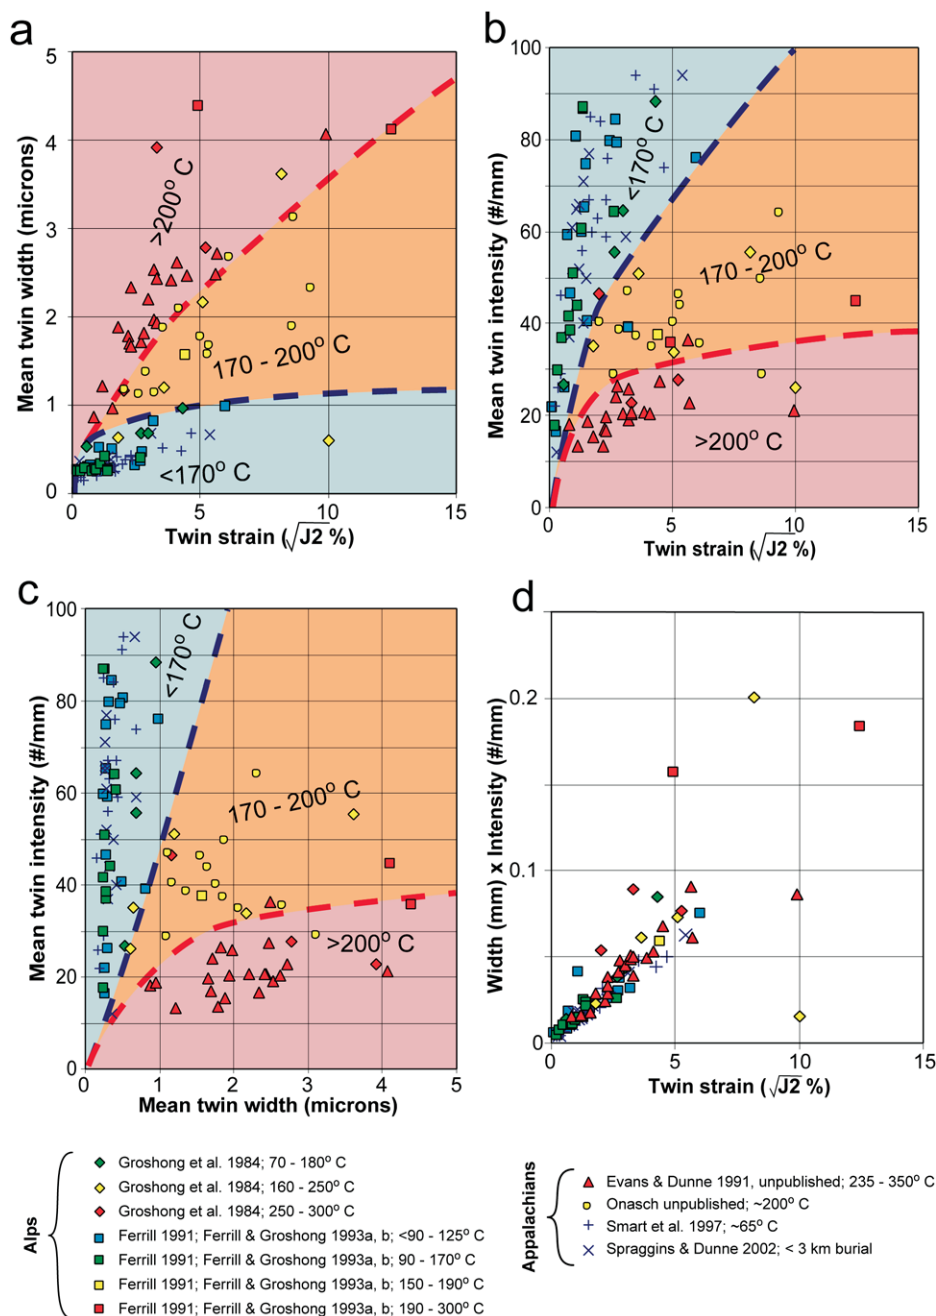 a
5
4
3
2
1
0
Mean twin width (microns)
>200° C
170 - 200° C
<170° C
0 5 10 15
Twin strain (√J2 %)
b
100
80
60
40
20
0
Mean twin intensity (#/mm)
<170° C
170 - 200° C
>200° C
0 5 10 15
Twin strain (√J2 %)
c
100
80
60
40
20
0
Mean twin intensity (#/mm)
<170° C
170 - 200° C
>200° C
0 1 2 3 4 5
Mean twin width (microns)
d
0.2
0.1
0
Width (mm) x Intensity (#/mm)
0 5 10 15
Twin strain (√J2 %)
Alps
Groshong et al. 1984; 70 - 180° C
Groshong et al. 1984; 160 - 250° C
Groshong et al. 1984; 250 - 300° C
Ferrill 1991; Ferrill & Groshong 1993a, b; <90 - 125° C
Ferrill 1991; Ferrill & Groshong 1993a, b; 90 - 170° C
Ferrill 1991; Ferrill & Groshong 1993a, b; 150 - 190° C
Ferrill 1991; Ferrill & Groshong 1993a, b; 190 - 300° C
Appalachians
Evans & Dunne 1991, unpublished; 235 - 350° C
Onasch unpublished; ~200° C
Smart et al. 1997; ~65° C
Spraggins & Dunne 2002; < 3 km burial